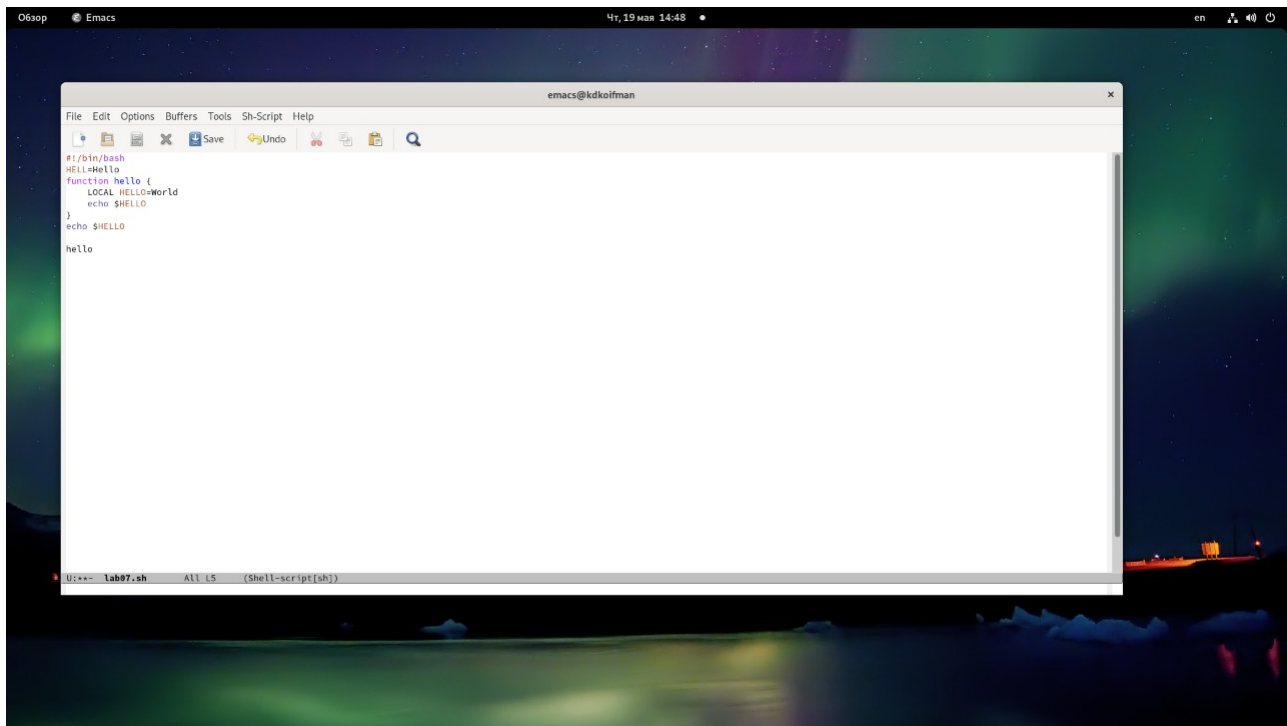 Обзор Emacs Чт, 19 мая 14:48 en
emacs@kdkoifman
File Edit Options Buffers Tools Sh-Script Help
Save Undo
#!/bin/bash
HELL=Hello
function hello {
    LOCAL HELLO=World
    echo $HELLO
}
echo $HELLO
hello
U:**- lab07.sh All L5 (Shell-script[sh])